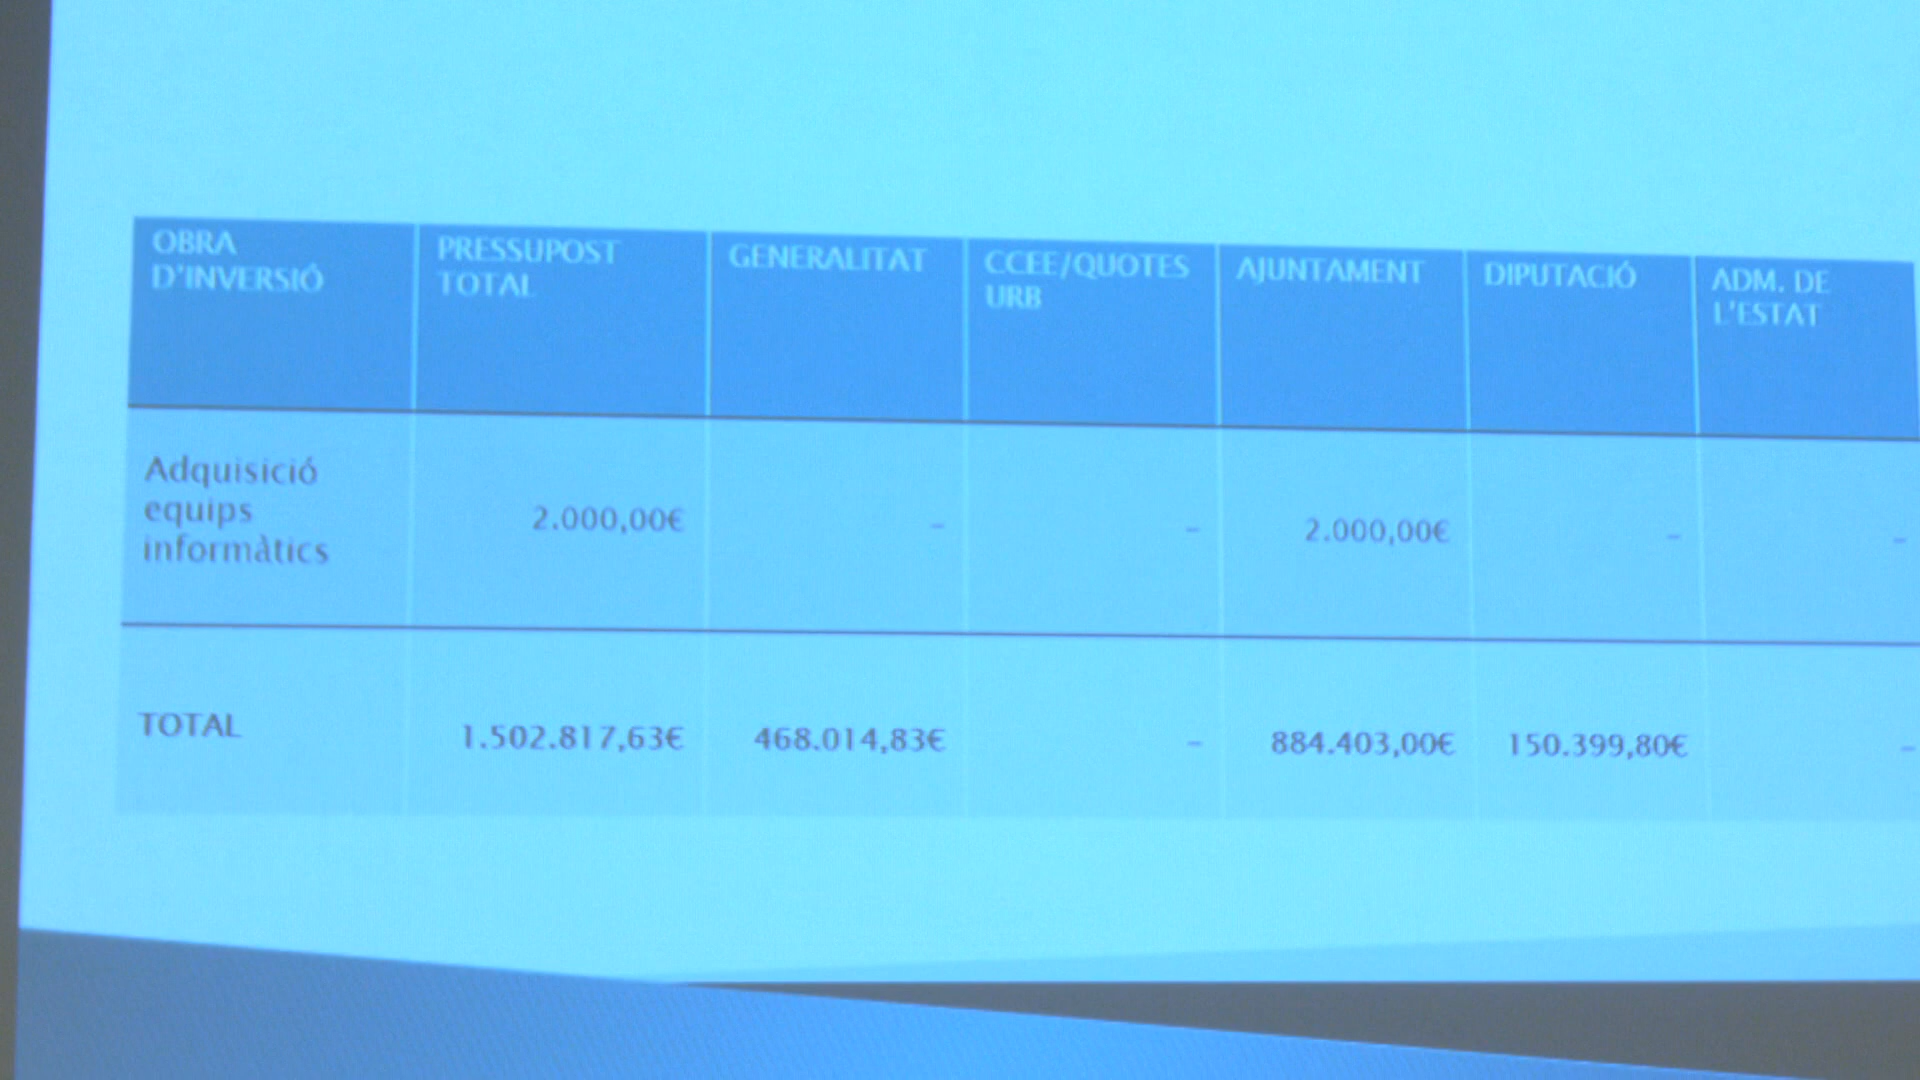 OBRA D'INVERSIÓ PRESSUPOST TOTAL GENERALITAT CCEE/QUOTES URB AJUNTAMENT DIPUTACIÓ ADM. DE L'ESTAT
Adquisició equips informàtics 2.000,00€ – – 2.000,00€ – –
TOTAL 1.502.817,63€ 468.014,83€ – 884.403,00€ 150.399,80€ –